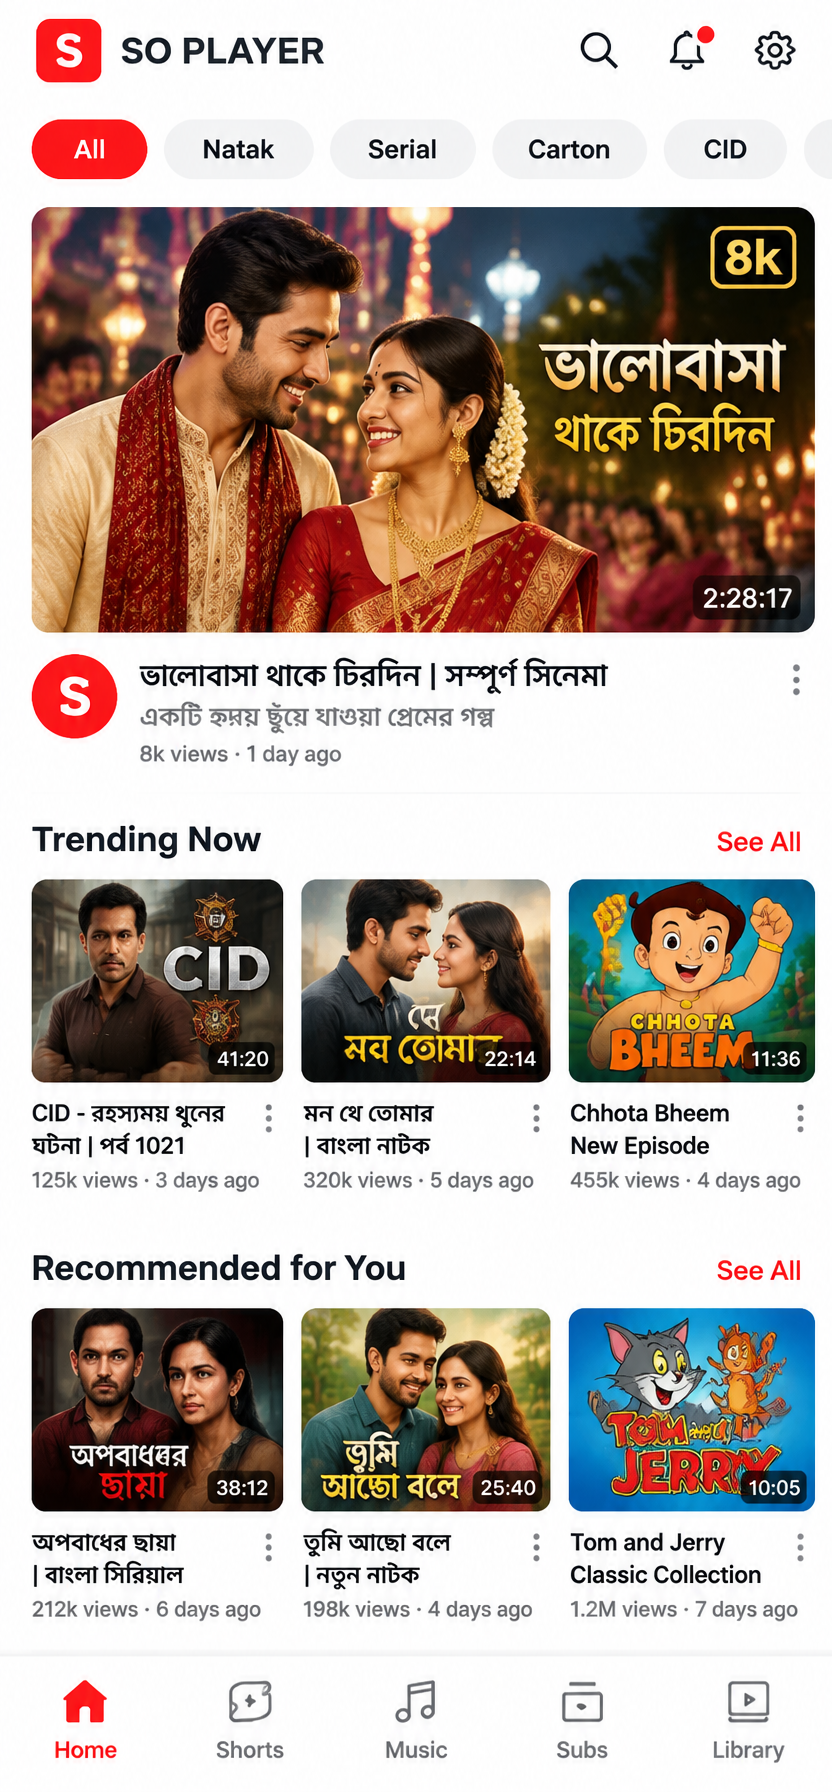 S SO PLAYER
All Natak Serial Carton CID
8k
ভালোবাসা
থাকে চিরদিন
2:28:17
S
ভালোবাসা থাকে চিরদিন | সম্পূর্ণ সিনেমা
একটি ছুঁয়ে যাওয়া প্রেমের গল্প
8k views · 1 day ago
Trending Now See All
CID
41:20
মন তোমার
22:14
CHHOTA
BHEEM
11:36
CID - রহস্যময় খুনের
ঘটনা | পর্ব 1021
125k views · 3 days ago
মন থে তোমার
| বাংলা নাটক
320k views · 5 days ago
Chhota Bheem
New Episode
455k views · 4 days ago
Recommended for You See All
ছায়া
38:12
তুমি
বলে
25:40
TOM
JERRY
10:05
অপবাধের ছায়া
| বাংলা সিরিয়াল
212k views · 6 days ago
তুমি আছো বলে
| নতুন নাটক
198k views · 4 days ago
Tom and Jerry
Classic Collection
1.2M views · 7 days ago
Home Shorts Music Subs Library